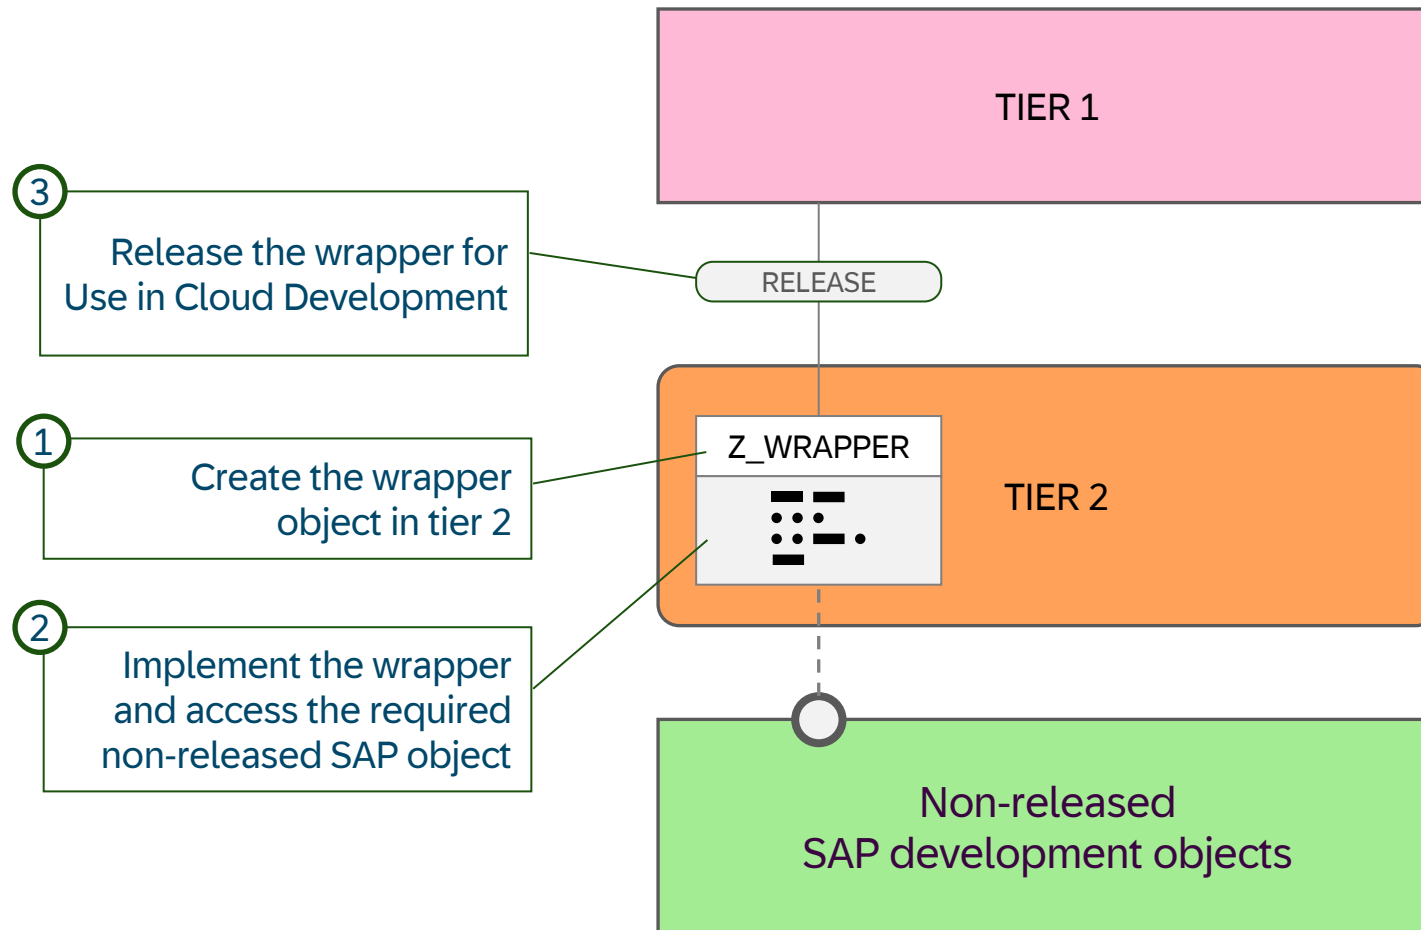 TIER 1
3
Release the wrapper for
Use in Cloud Development
RELEASE
1
Create the wrapper
object in tier 2
Z_WRAPPER
TIER 2
2
Implement the wrapper
and access the required
non-released SAP object
Non-released
SAP development objects